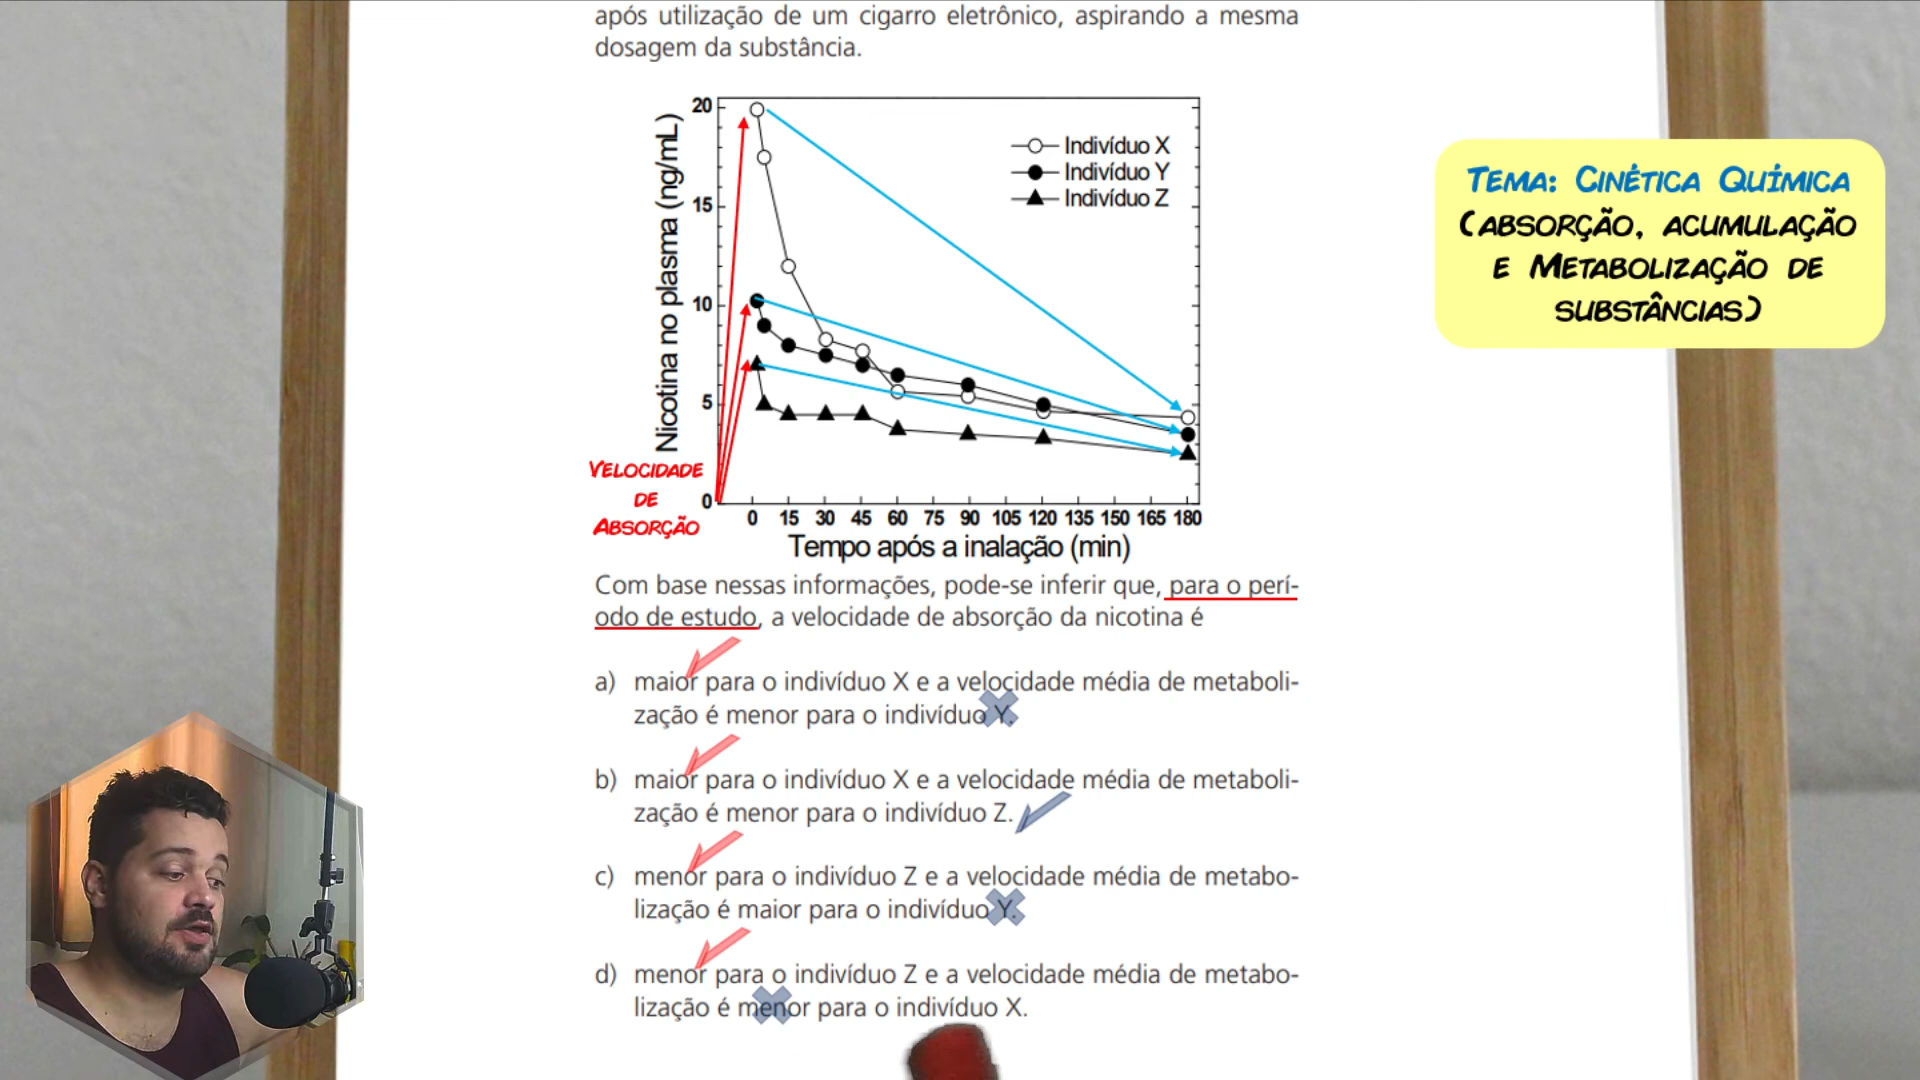 após utilização de um cigarro eletrônico, aspirando a mesma
dosagem da substância.
Nicotina no plasma (ng/mL)
20
15
10
5
0
Indivíduo X
Indivíduo Y
Indivíduo Z
0 15 30 45 60 75 90 105 120 135 150 165 180
Tempo após a inalação (min)
VELOCIDADE
DE
ABSORÇÃO
TEMA: CINÉTICA QUÍMICA
(ABSORÇÃO, ACUMULAÇÃO
E METABOLIZAÇÃO DE
SUBSTÂNCIAS)
Com base nessas informações, pode-se inferir que, para o perí-
odo de estudo, a velocidade de absorção da nicotina é
a) maior para o indivíduo X e a velocidade média de metaboli-
zação é menor para o indivíduo Y.
b) maior para o indivíduo X e a velocidade média de metaboli-
zação é menor para o indivíduo Z.
c) menor para o indivíduo Z e a velocidade média de metabo-
lização é maior para o indivíduo Y.
d) menor para o indivíduo Z e a velocidade média de metabo-
lização é menor para o indivíduo X.